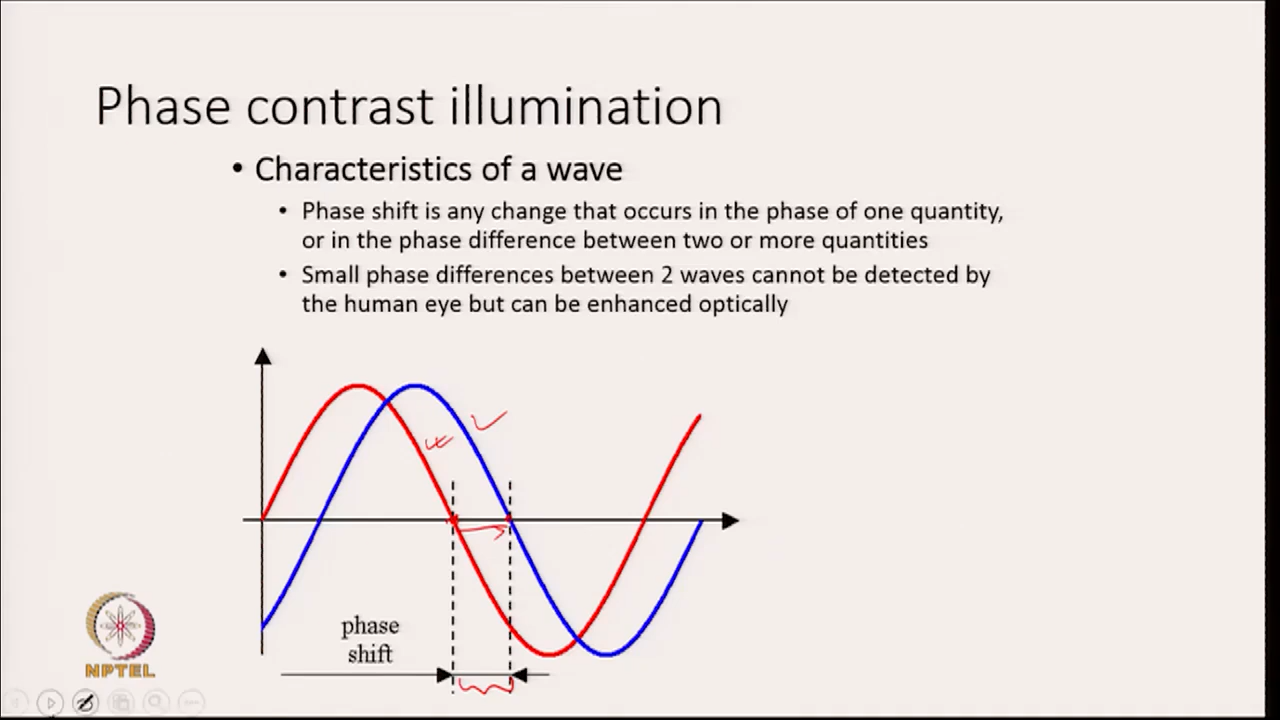 Phase contrast illumination
• Characteristics of a wave
• Phase shift is any change that occurs in the phase of one quantity,
or in the phase difference between two or more quantities
• Small phase differences between 2 waves cannot be detected by
the human eye but can be enhanced optically
phase
shift
NPTEL